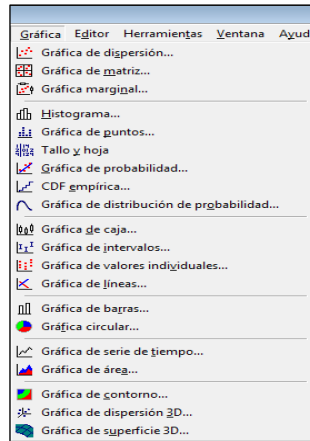 Gráfica Editor Herramientas Ventana Ayud
Gráfica de dispersión...
Gráfica de matriz...
Gráfica marginal...
Histograma...
Gráfica de puntos...
Tallo y hoja
Gráfica de probabilidad...
CDF empírica...
Gráfica de distribución de probabilidad...
Gráfica de caja...
Gráfica de intervalos...
Gráfica de valores individuales...
Gráfica de líneas...
Gráfica de barras...
Gráfica circular...
Gráfica de serie de tiempo...
Gráfica de área...
Gráfica de contorno...
Gráfica de dispersión 3D...
Gráfica de superficie 3D...